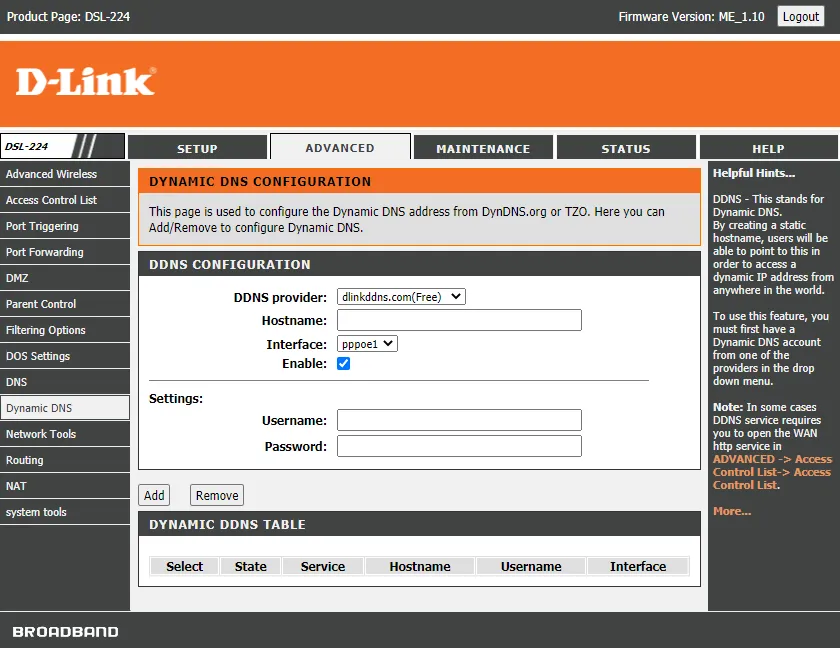 Product Page: DSL-224
Firmware Version: ME_1.10
Logout
D-Link
DSL-224
SETUP
ADVANCED
MAINTENANCE
STATUS
HELP
Advanced Wireless
Access Control List
Port Triggering
Port Forwarding
DMZ
Parent Control
Filtering Options
DOS Settings
DNS
Dynamic DNS
Network Tools
Routing
NAT
system tools
DYNAMIC DNS CONFIGURATION
This page is used to configure the Dynamic DNS address from DynDNS.org or TZO. Here you can
Add/Remove to configure Dynamic DNS.
DDNS CONFIGURATION
DDNS provider: dlinkddns.com(Free)
Hostname:
Interface: pppoe1
Enable:
Settings:
Username:
Password:
Add
Remove
DYNAMIC DDNS TABLE
Select State Service Hostname Username Interface
Helpful Hints...
DDNS - This stands for
Dynamic DNS.
By creating a static
hostname, users will be
able to point to this in
order to access a
dynamic IP address from
anywhere in the world.
To use this feature, you
must first have a
Dynamic DNS account
from one of the
providers in the drop
down menu.
Note: In some cases
DDNS service requires
you to open the WAN
http service in
ADVANCED -> Access
Control List-> Access
Control List.
More...
BROADBAND